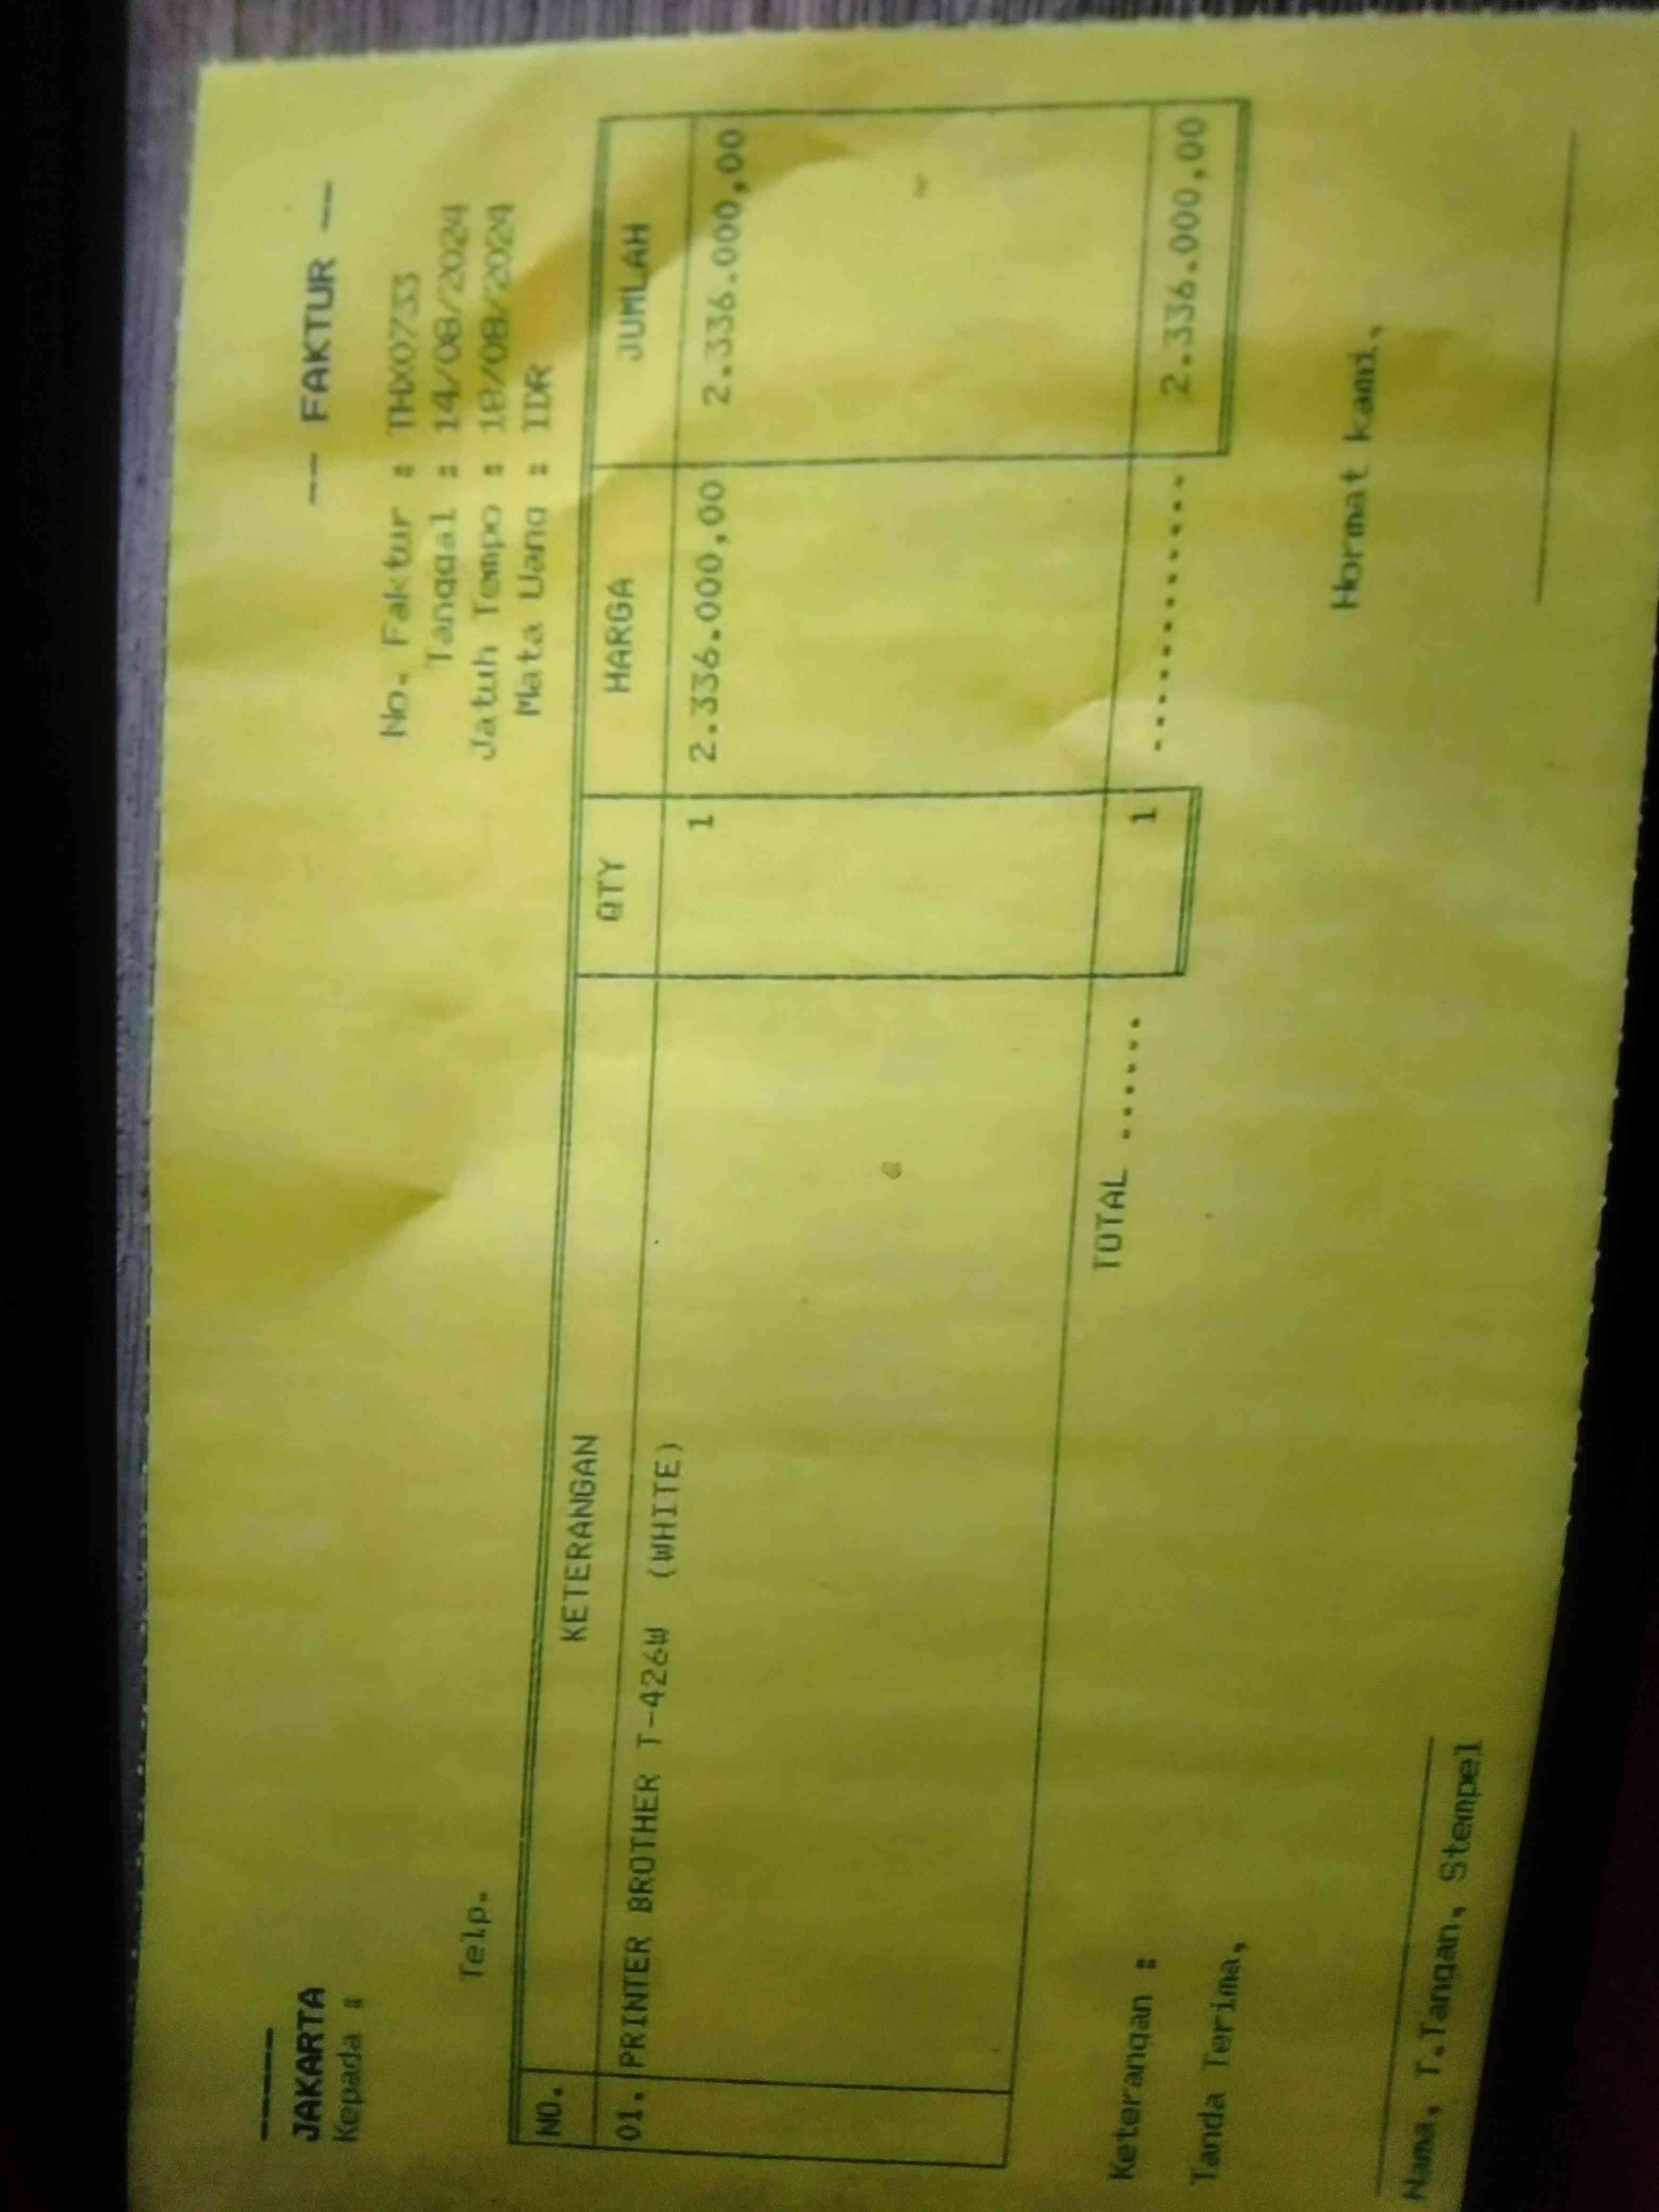 -----
JAKARTA
Kepada :
Telp.
-- FAKTUR --
No. Faktur : THX0733
Tanggal : 14/08/2024
Jatuh Tempo : 18/08/2024
Mata Uang : IDR
NO. KETERANGAN QTY HARGA JUMLAH
01. PRINTER BROTHER T-426W (WHITE) 1 2.336.000,00 2.336.000,00
TOTAL ...... 1 ............. 2.336.000,00
Keterangan :
Tanda Terima,
Hormat kami,
Nama, T.Tangan, Stempel